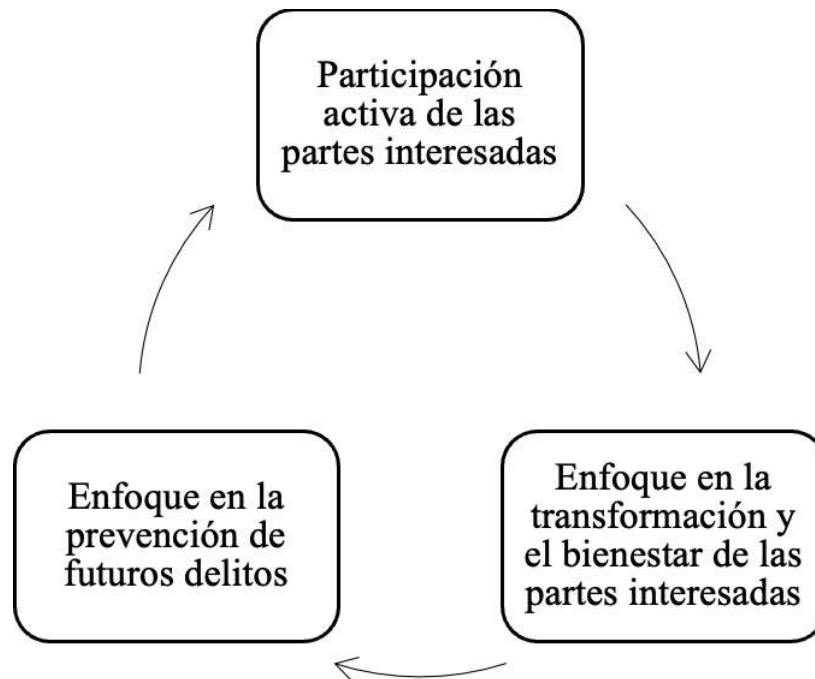 Participación
activa de las
partes interesadas
Enfoque en la
transformación y
el bienestar de las
partes interesadas
Enfoque en la
prevención de
futuros delitos